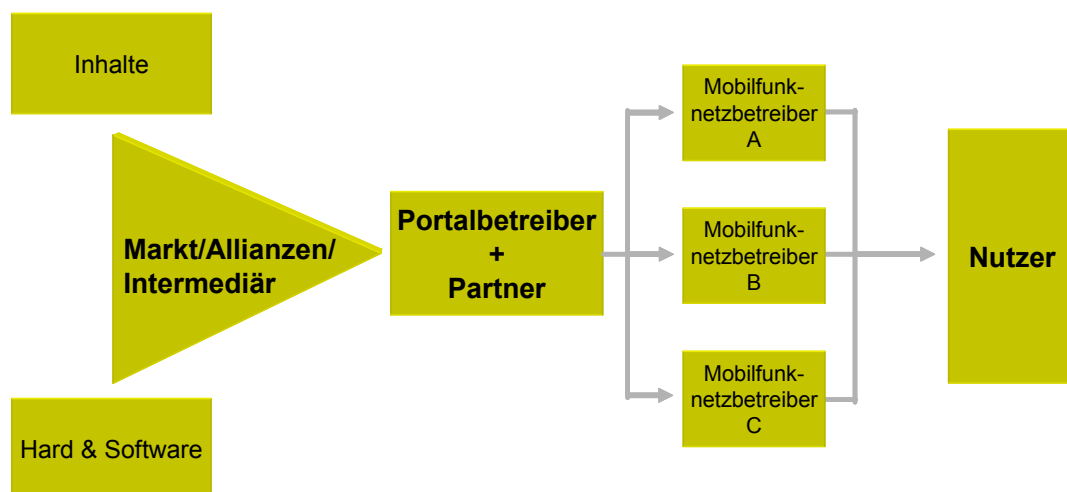 Inhalte
Markt/Allianzen/
Intermediär
Hard & Software
Portalbetreiber
+
Partner
Mobilfunk-
netzbetreiber
A
Mobilfunk-
netzbetreiber
B
Mobilfunk-
netzbetreiber
C
Nutzer